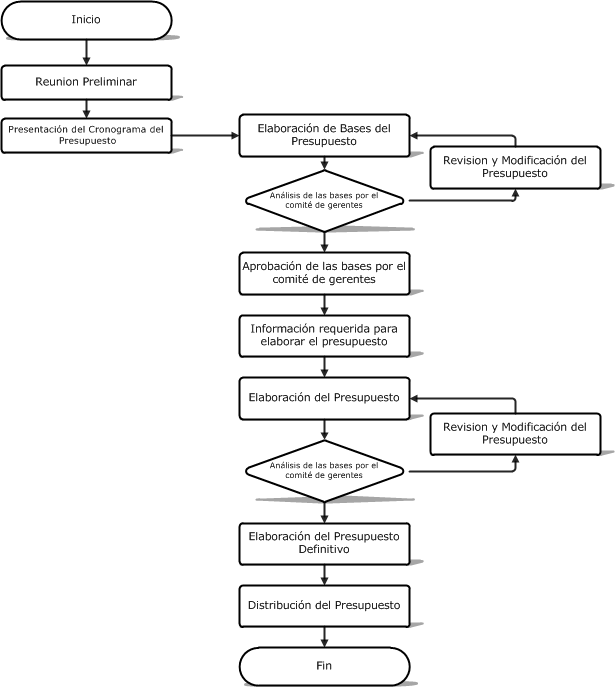 Inicio
Reunion Preliminar
Presentación del Cronograma del
Presupuesto
Elaboración de Bases del
Presupuesto
Revision y Modificación del
Presupuesto
Análisis de las bases por el
comité de gerentes
Aprobación de las bases por el
comité de gerentes
Información requerida para
elaborar el presupuesto
Elaboración del Presupuesto
Revision y Modificación del
Presupuesto
Análisis de las bases por el
comité de gerentes
Elaboración del Presupuesto
Definitivo
Distribución del Presupuesto
Fin